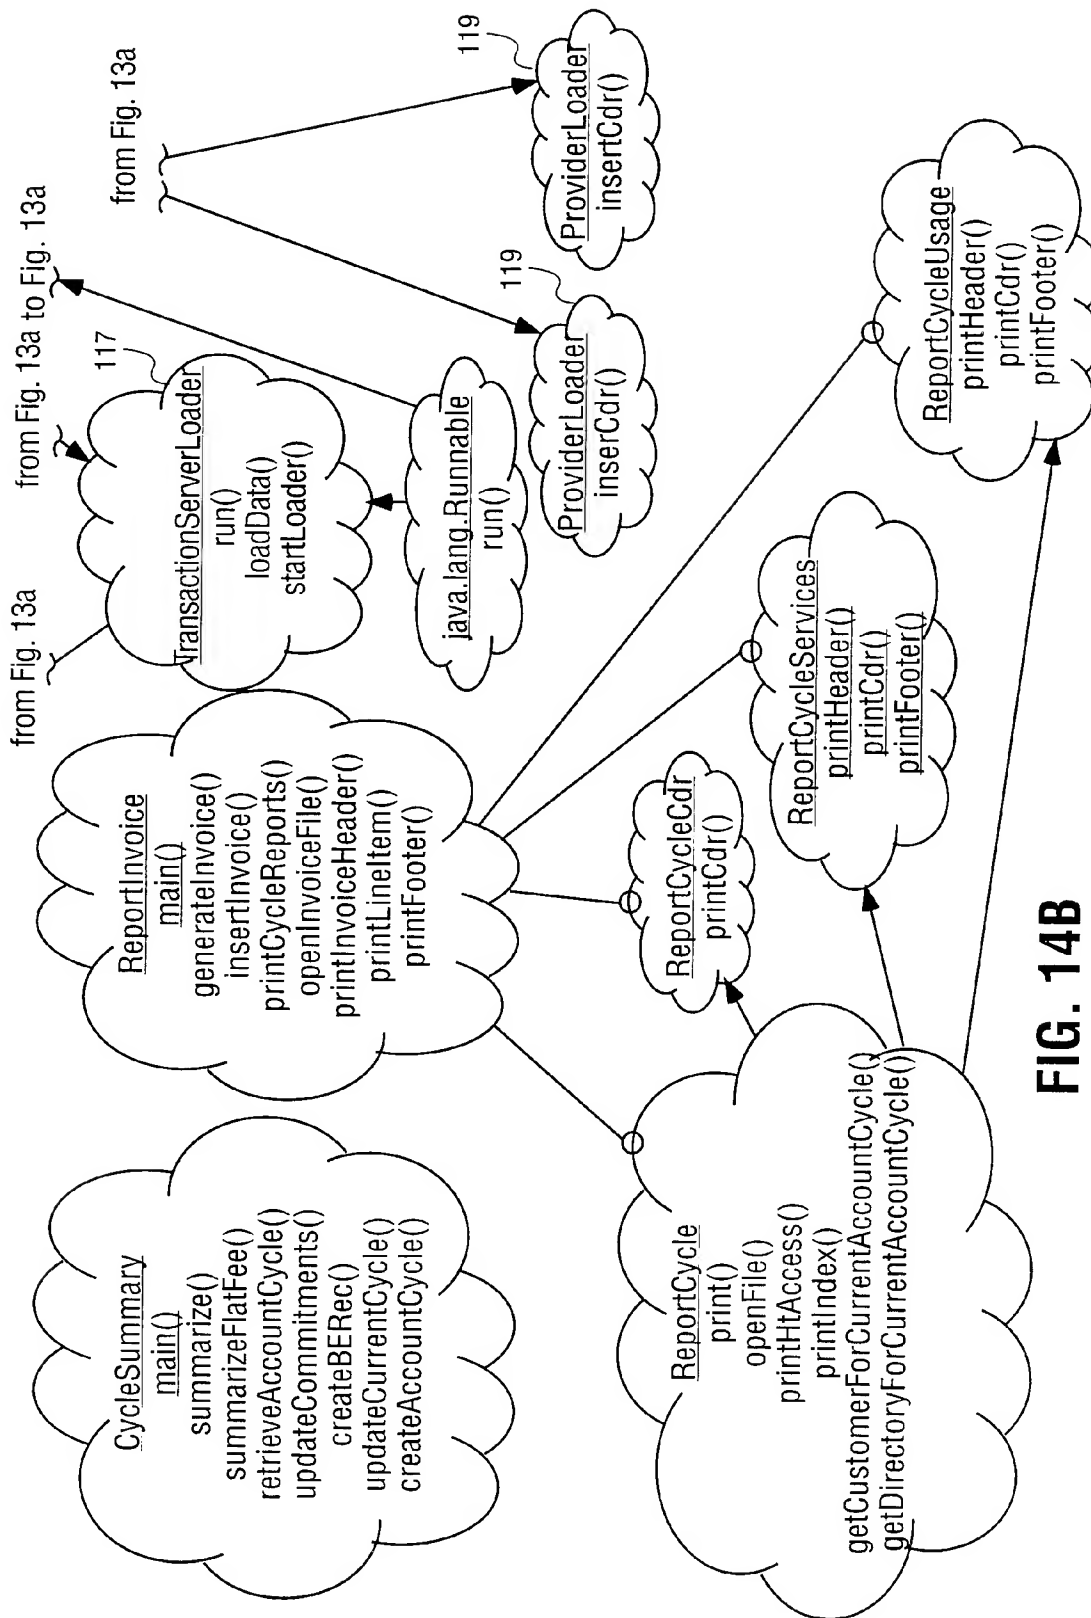 CycleSummary
main()
summarize()
summarizeFlatFee()
retrieveAccountCycle()
updateCommitments()
createBERec()
updateCurrentCycle()
createAccountCycle()
ReportInvoice
main()
generateInvoice()
insertInvoice()
printCycleReports()
openInvoiceFile()
printInvoiceHeader()
printLineItem()
printFooter()
from Fig. 13a
from Fig. 13a to Fig. 13a
117
TransactionServerLoader
run()
loadData()
startLoader()
java.lang.Runnable
run()
from Fig. 13a
119
ProviderLoader
inserCdr()
119
ProviderLoader
insertCdr()
ReportCycle
print()
openFile()
printHtAccess()
printIndex()
getCustomerForCurrentAccountCycle()
getDirectoryForCurrentAccountCycle()
ReportCycleCdr
printCdr()
ReportCycleServices
printHeader()
printCdr()
printFooter()
ReportCycleUsage
printHeader()
printCdr()
printFooter()
FIG. 14B